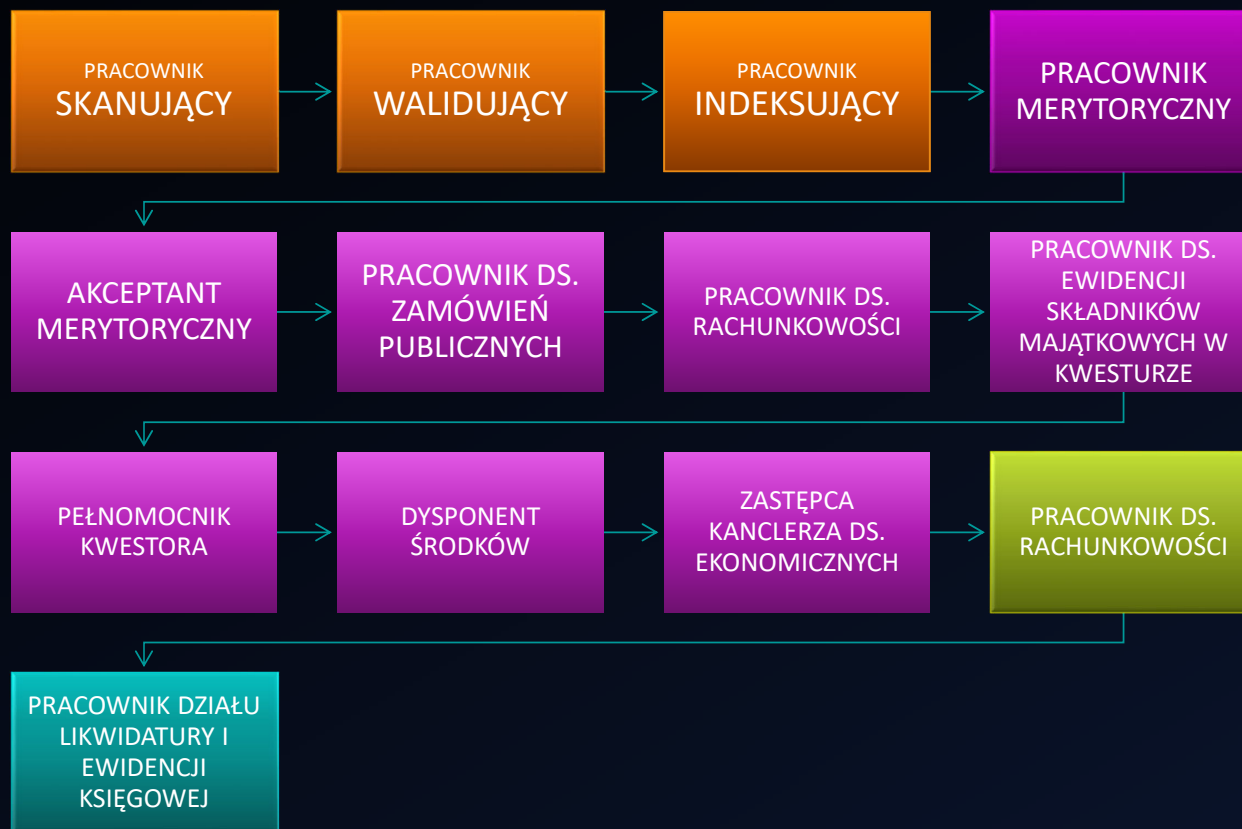 PRACOWNIK
SKANUJĄCY
PRACOWNIK
WALIDUJĄCY
PRACOWNIK
INDEKSUJĄCY
PRACOWNIK
MERYTORYCZNY
AKCEPTANT
MERYTORYCZNY
PRACOWNIK DS.
ZAMÓWIEŃ
PUBLICZNYCH
PRACOWNIK DS.
RACHUNKOWOŚCI
PRACOWNIK DS.
EWIDENCJI
SKŁADNIKÓW
MAJĄTKOWYCH W
KWESTURZE
PEŁNOMOCNIK
KWESTORA
DYSPONENT
ŚRODKÓW
ZASTĘPCA
KANCLERZA DS.
EKONOMICZNYCH
PRACOWNIK DS.
RACHUNKOWOŚCI
PRACOWNIK DZIAŁU
LIKWIDATURY I
EWIDENCJI
KSIĘGOWEJ